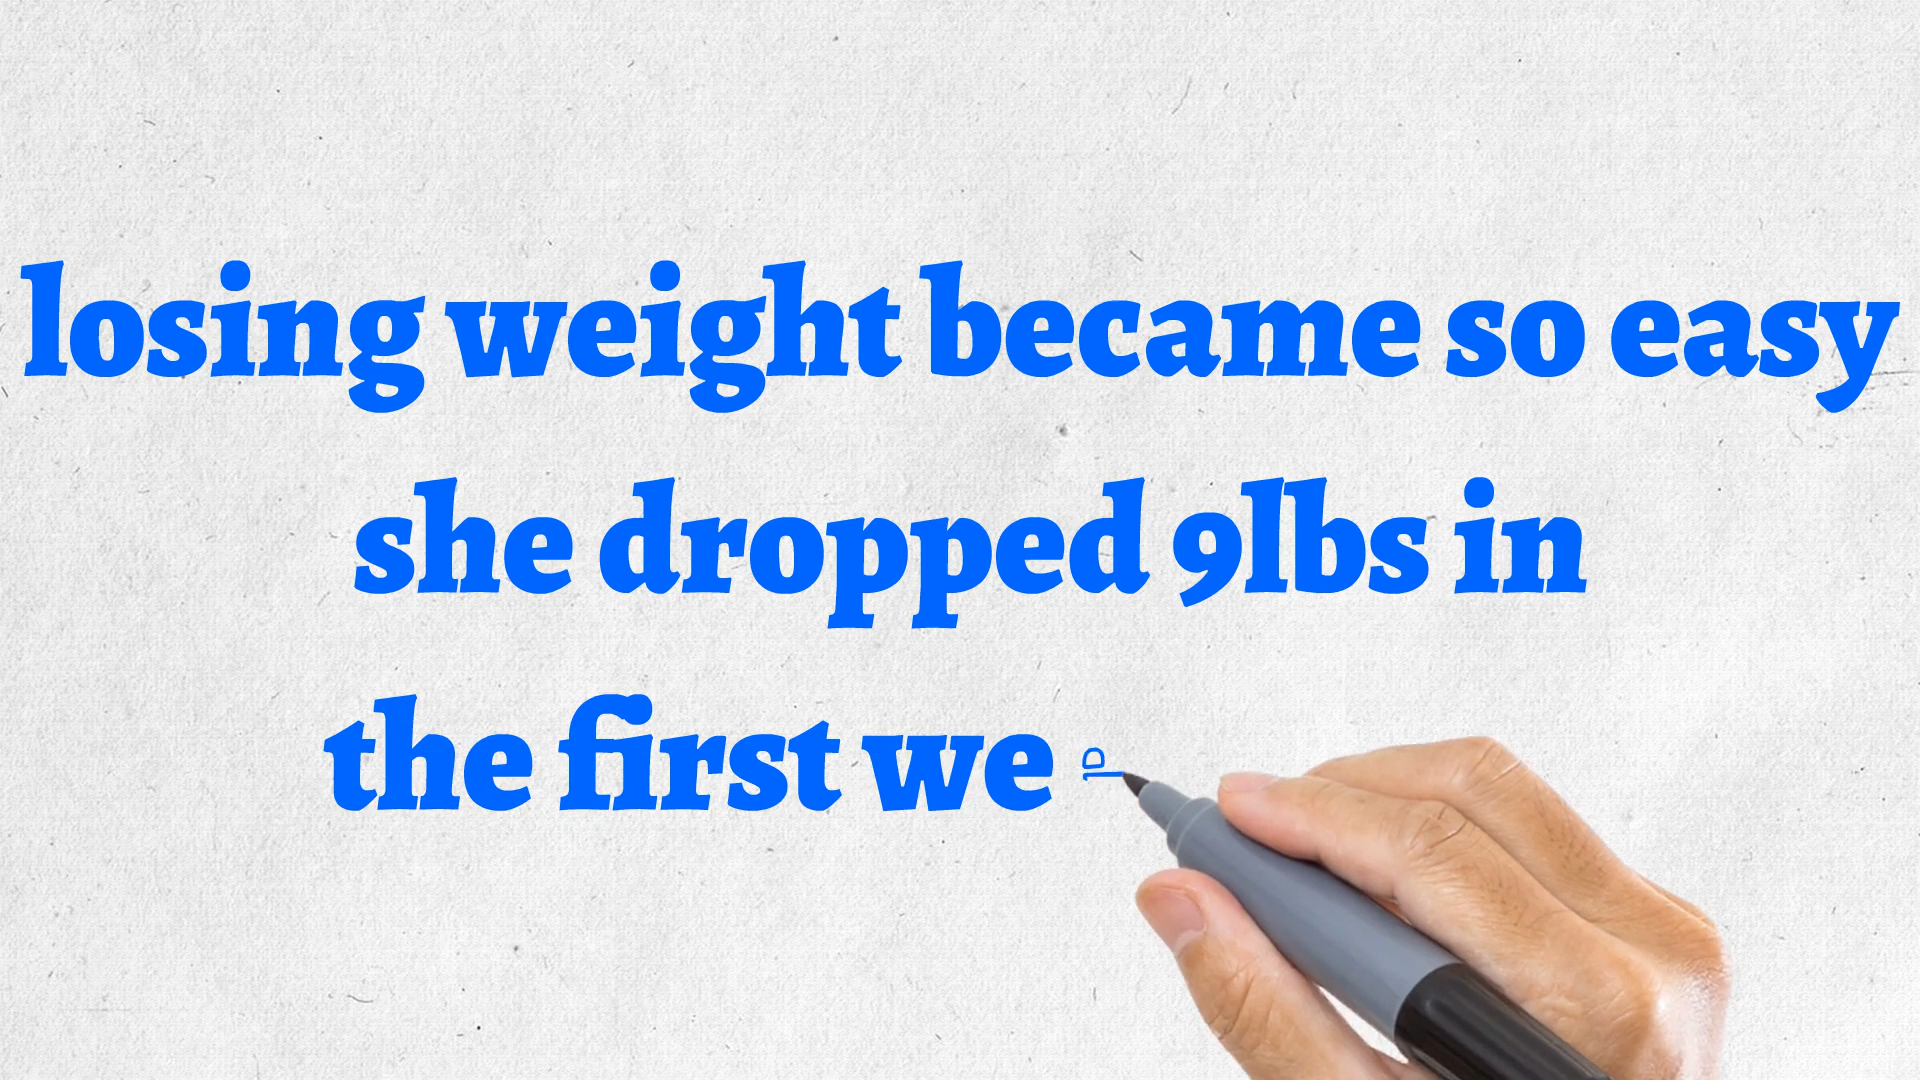 losing weight became so easy
she dropped 9lbs in
the first we